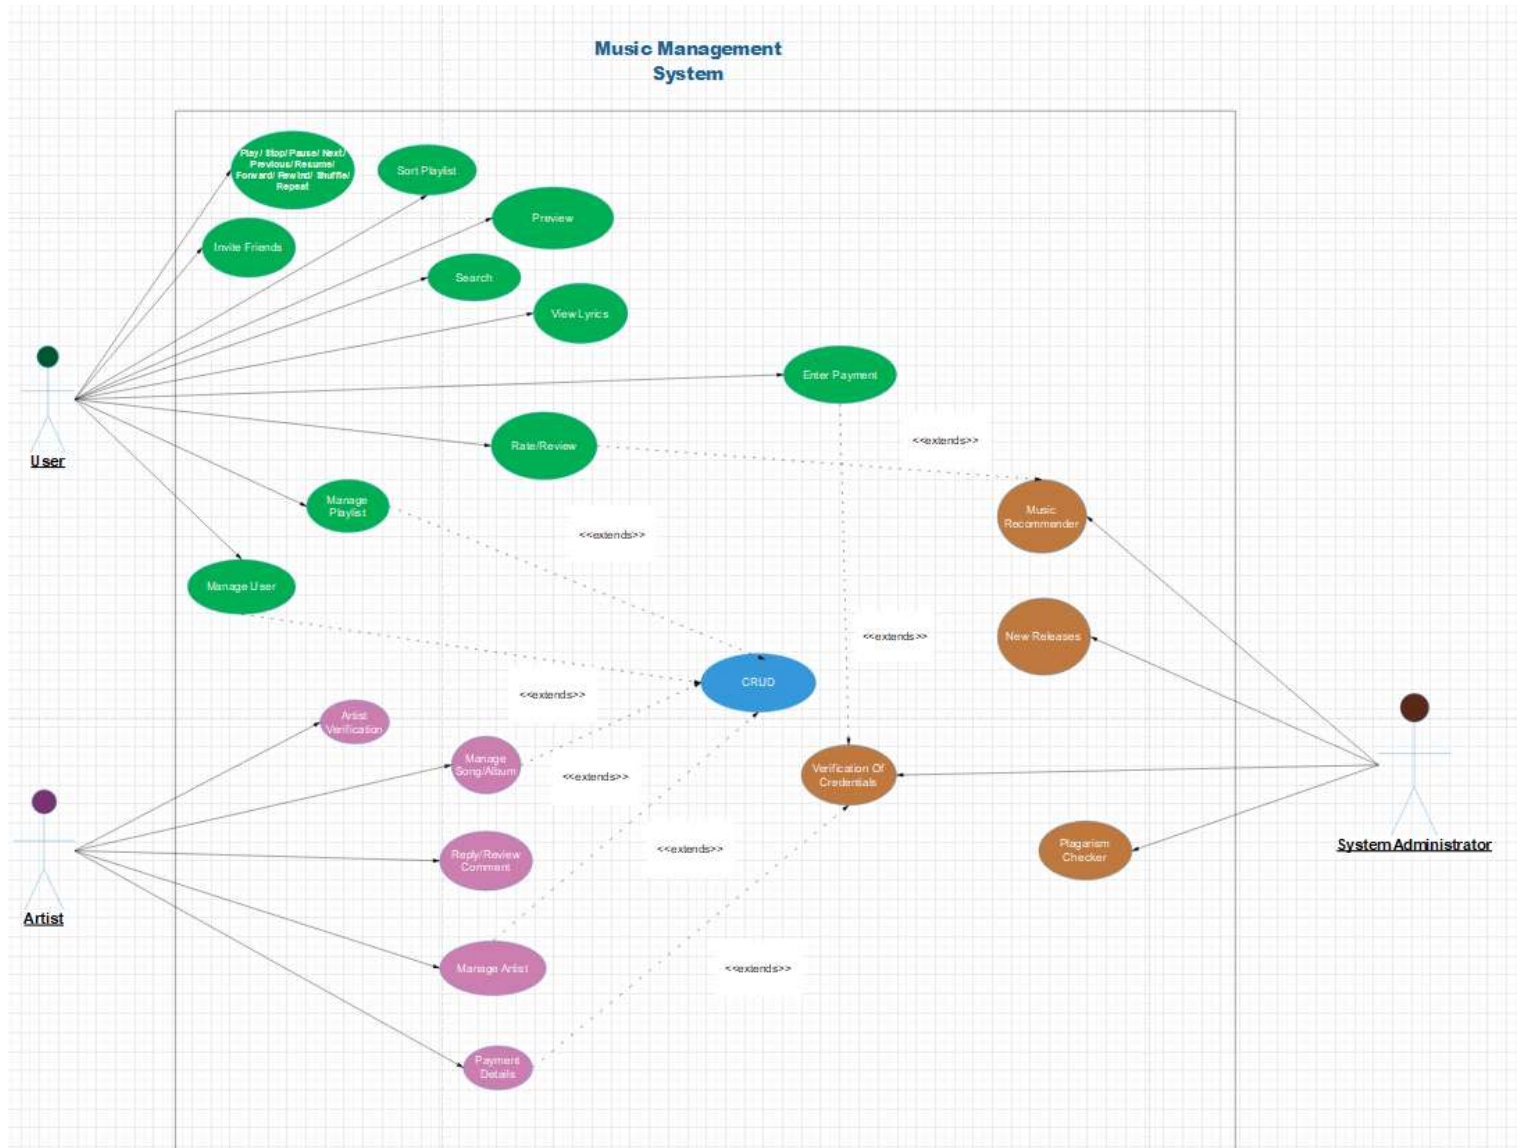 Music Management
System
Play/ Stop/Pause/ Next/
Previous/Resume/
Forward/ Rewind/ Shuffle/
Repeat
Sort Playlist
Preview
Invite Friends
Search
View Lyrics
Enter Payment
Rate/Review
<<extends>>
User
Manage
Playlist
Music
Recommender
<<extends>>
Manage User
<<extends>>
New Releases
CRUD
<<extends>>
Artist
Verification
Manage
Song/Album
<<extends>>
Verification Of
Credentials
<<extends>>
Plagarism
Checker
System Administrator
Reply/Review
Comment
Artist
Manage Artist
<<extends>>
Payment
Details